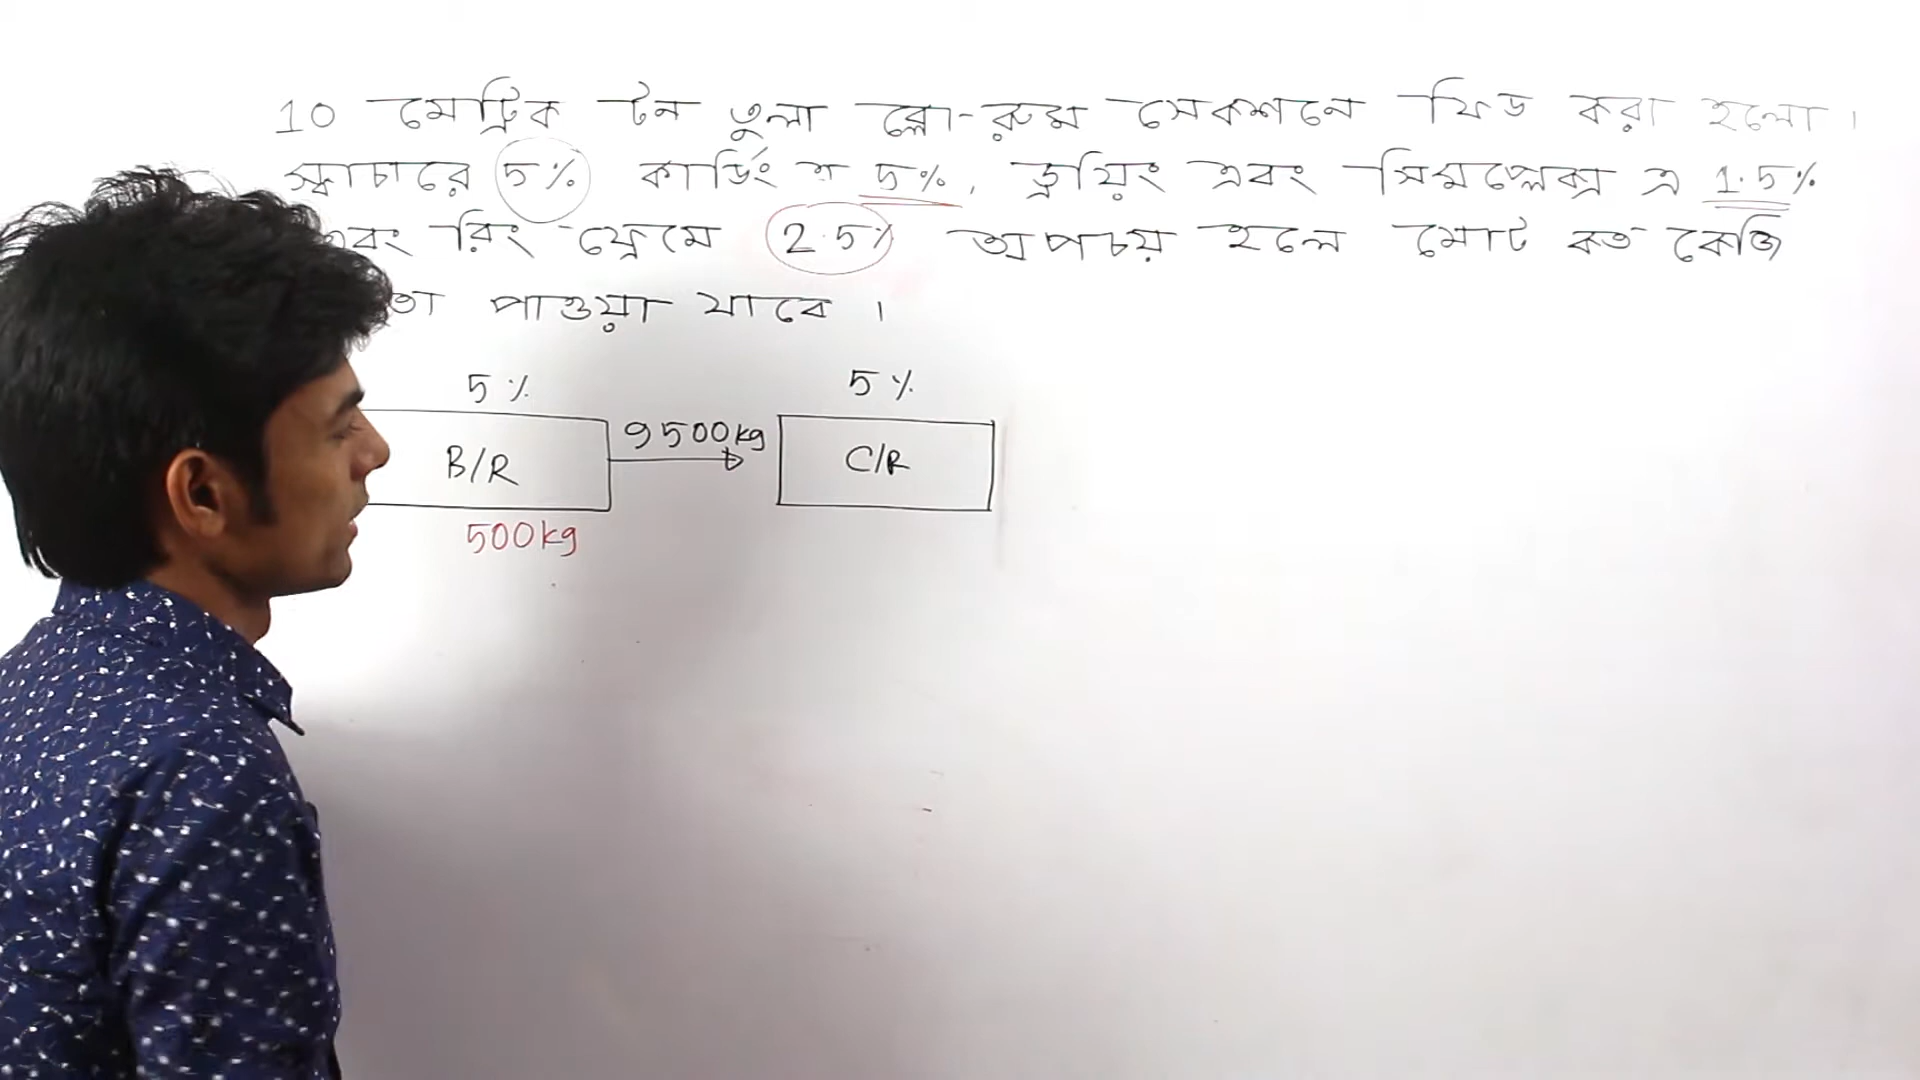 10 মেট্রিক টন তুলা ব্লো-রুম সেকশনে ফিড করা হলো।
স্কাচারে 5% কার্ডিং এ 5%, ড্রয়িং এবং সিমপ্লেক্স এ 1.5%
এবং রিং ফ্রেমে 2.5% অপচয় হলে মোট কত কেজি
পাওয়া যাবে।
5% 5%
B/R 9500kg C/R
500kg